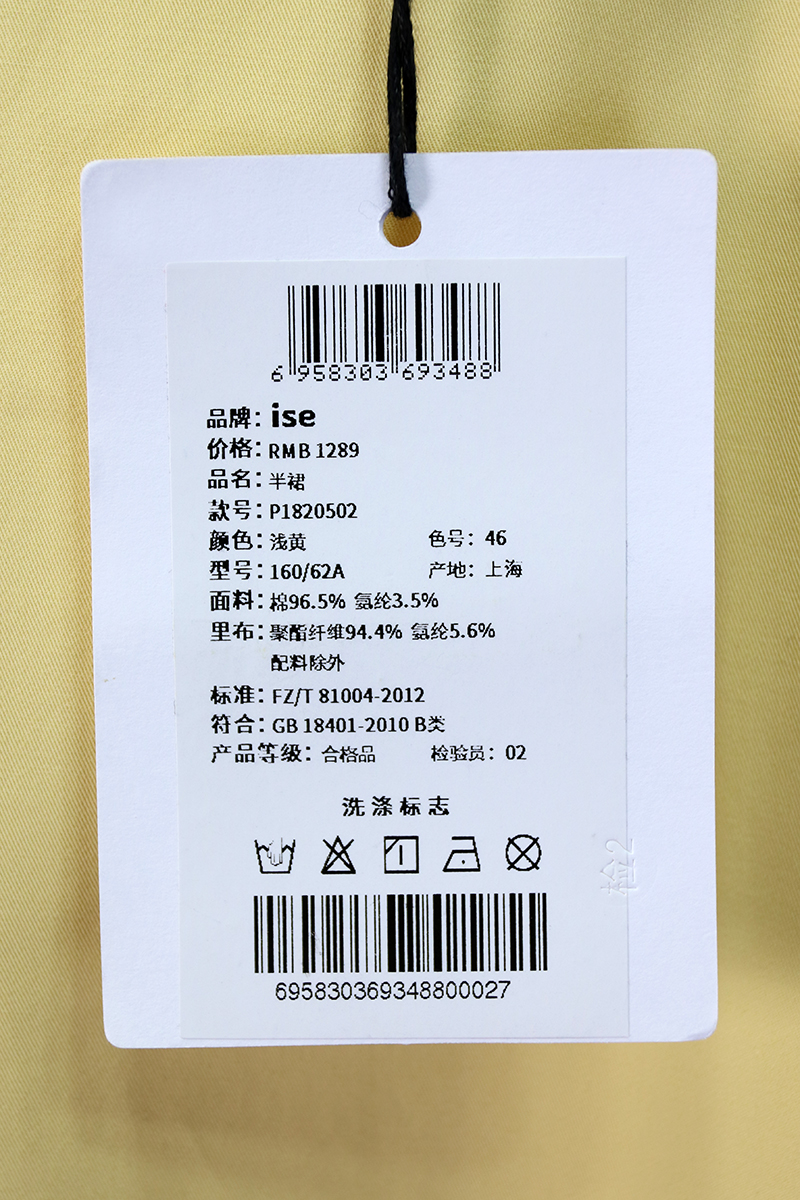 6 958303 693488
品牌：ise
价格：RMB 1289
品名：半裙
款号：P1820502
颜色：浅黄 色号：46
型号：160/62A 产地：上海
面料：棉96.5% 氨纶3.5%
里布：聚酯纤维94.4% 氨纶5.6%
配料除外
标准：FZ/T 81004-2012
符合：GB 18401-2010 B类
产品等级：合格品 检验员：02
洗涤标志
检2
695830369348800027